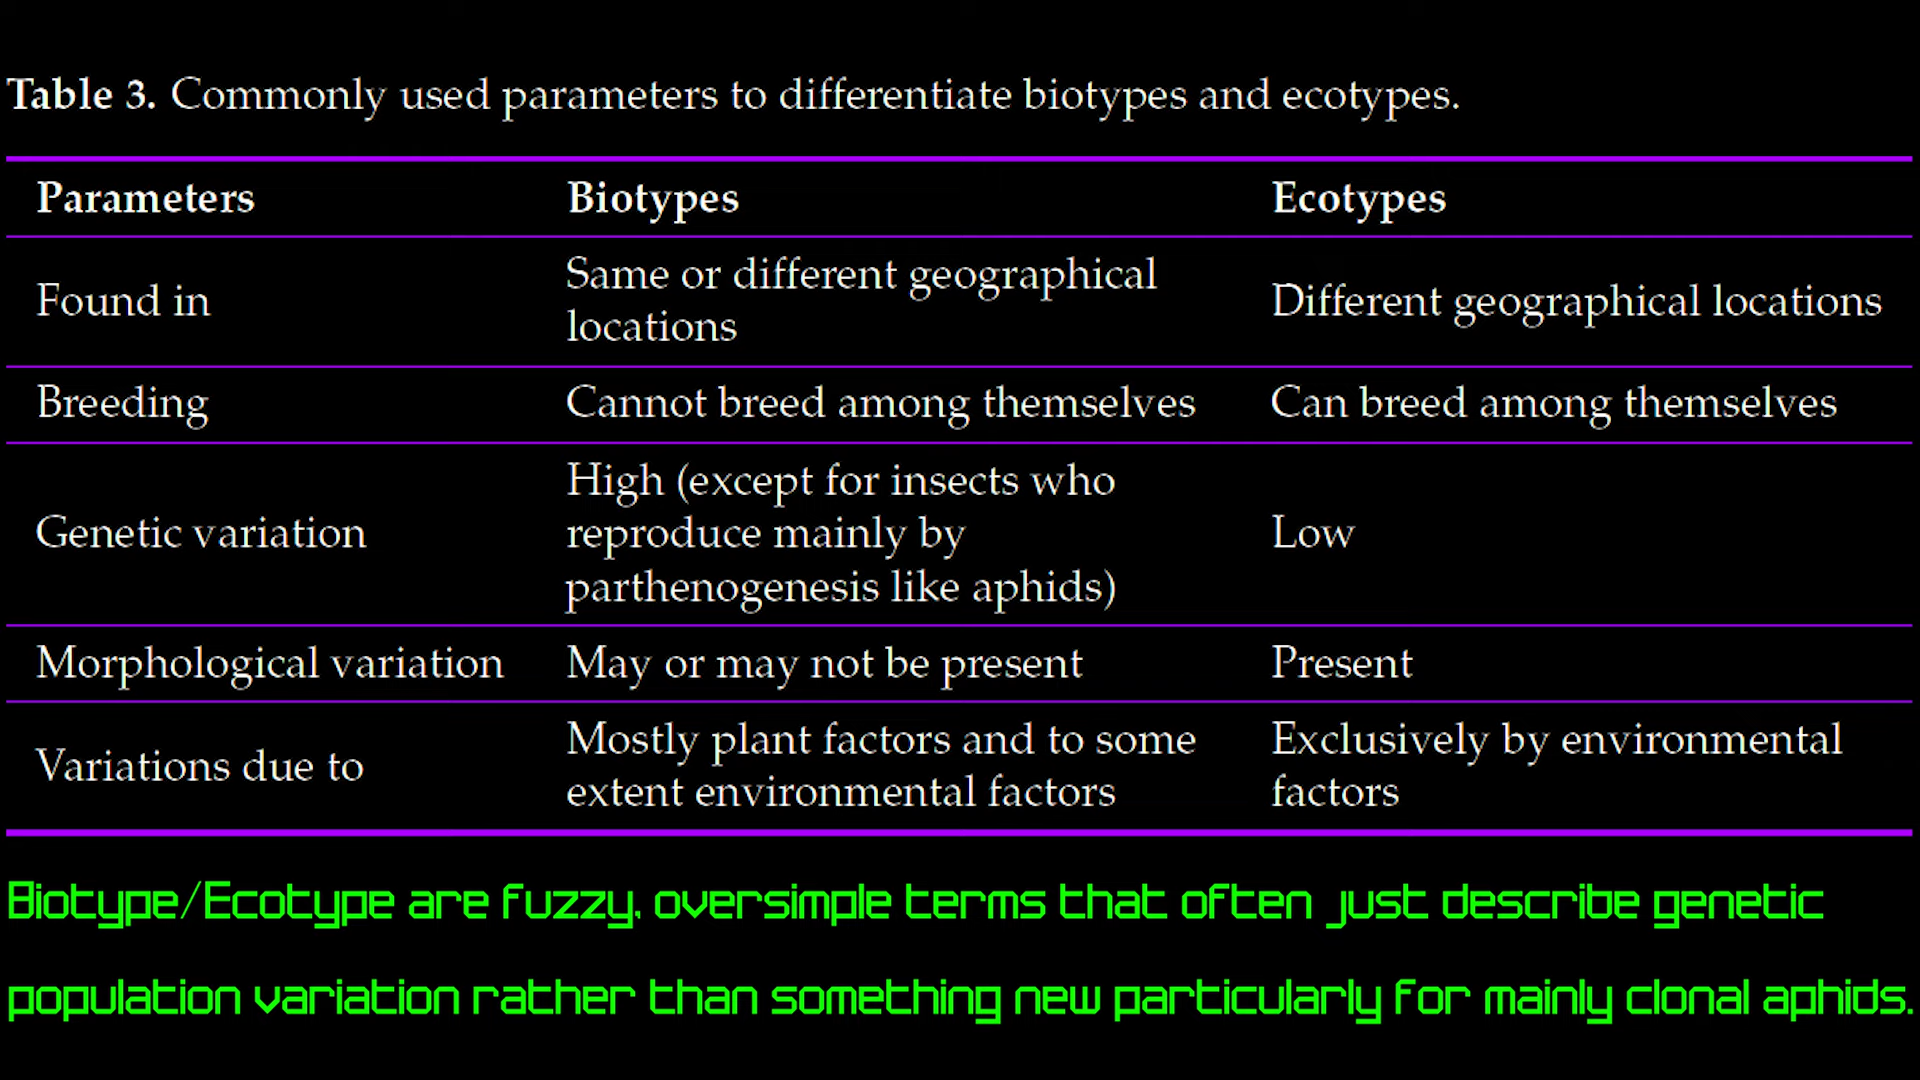 Table 3. Commonly used parameters to differentiate biotypes and ecotypes.
Parameters Biotypes Ecotypes
Found in Same or different geographical locations Different geographical locations
Breeding Cannot breed among themselves Can breed among themselves
Genetic variation High (except for insects who reproduce mainly by parthenogenesis like aphids) Low
Morphological variation May or may not be present Present
Variations due to Mostly plant factors and to some extent environmental factors Exclusively by environmental factors
Biotype/Ecotype are fuzzy, oversimple terms that often just describe genetic
population variation rather than something new particularly for mainly clonal aphids.